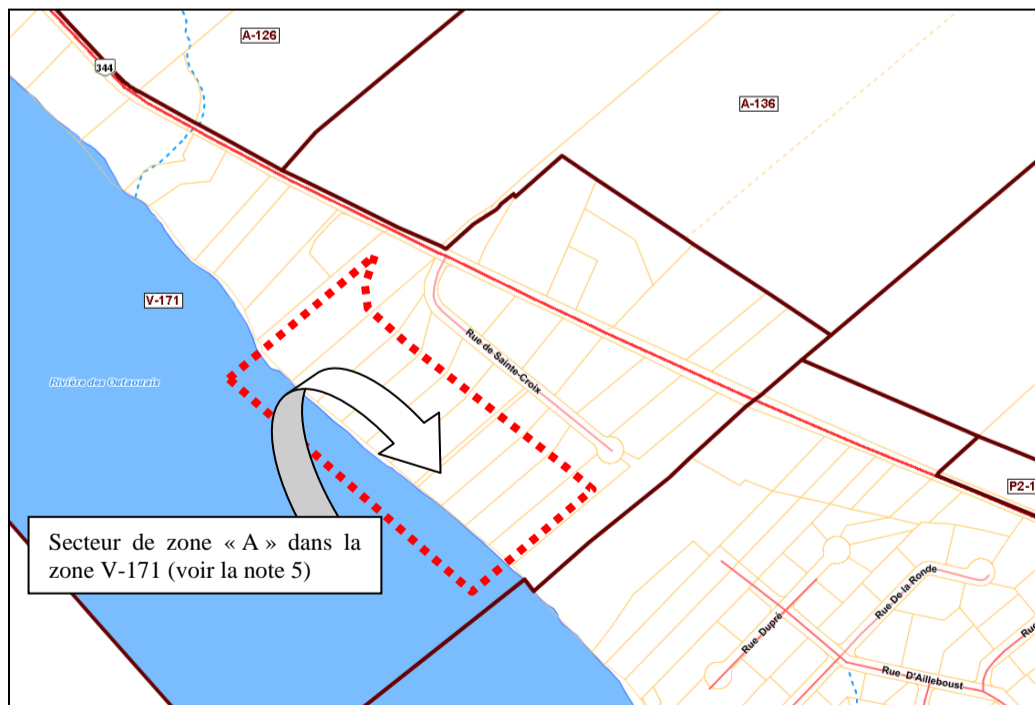 A-126
344
A-136
V-171
Rivière des Outaouais
Rue de Sainte-Croix
Secteur de zone « A » dans la
zone V-171 (voir la note 5)
P2-1
Rue De la Ronde
Rue Dupré
Rue D'Ailleboust
Rue